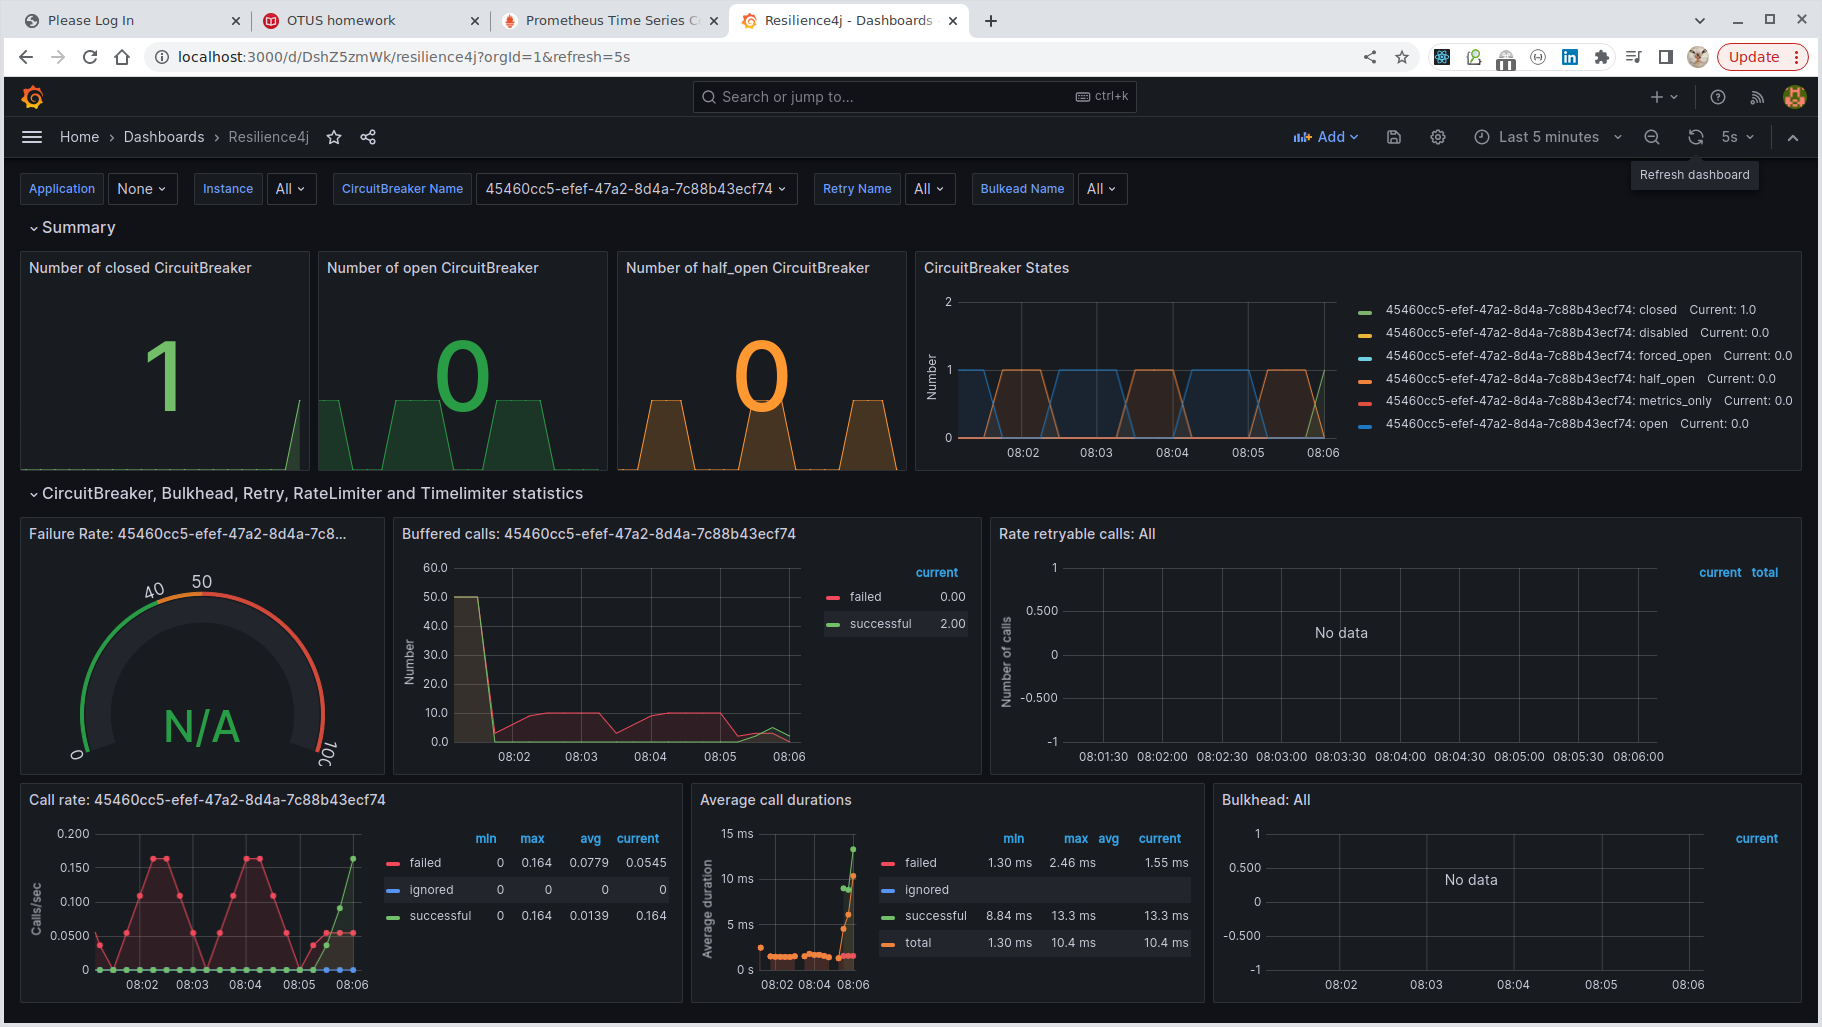 Please Log In
OTUS homework
Prometheus Time Series C
Resilience4j - Dashboards
localhost:3000/d/DshZ5zmWk/resilience4j?orgId=1&refresh=5s
Update
Search or jump to...
ctrl+k
Home › Dashboards › Resilience4j
Add
Last 5 minutes
5s
Refresh dashboard
Application None
Instance All
CircuitBreaker Name 45460cc5-efef-47a2-8d4a-7c88b43ecf74
Retry Name All
Bulkead Name All
Summary
Number of closed CircuitBreaker
1
Number of open CircuitBreaker
0
Number of half_open CircuitBreaker
0
CircuitBreaker States
Number
2
1
0
08:02 08:03 08:04 08:05 08:06
45460cc5-efef-47a2-8d4a-7c88b43ecf74: closed Current: 1.0
45460cc5-efef-47a2-8d4a-7c88b43ecf74: disabled Current: 0.0
45460cc5-efef-47a2-8d4a-7c88b43ecf74: forced_open Current: 0.0
45460cc5-efef-47a2-8d4a-7c88b43ecf74: half_open Current: 0.0
45460cc5-efef-47a2-8d4a-7c88b43ecf74: metrics_only Current: 0.0
45460cc5-efef-47a2-8d4a-7c88b43ecf74: open Current: 0.0
CircuitBreaker, Bulkhead, Retry, RateLimiter and Timelimiter statistics
Failure Rate: 45460cc5-efef-47a2-8d4a-7c8...
0
40
50
100
N/A
Buffered calls: 45460cc5-efef-47a2-8d4a-7c88b43ecf74
Number
60.0
50.0
40.0
30.0
20.0
10.0
0.0
08:02 08:03 08:04 08:05 08:06
current
failed 0.00
successful 2.00
Rate retryable calls: All
Number of calls
1
0.500
0
-0.500
-1
No data
08:01:30 08:02:00 08:02:30 08:03:00 08:03:30 08:04:00 08:04:30 08:05:00 08:05:30 08:06:00
current total
Call rate: 45460cc5-efef-47a2-8d4a-7c88b43ecf74
Calls/sec
0.200
0.150
0.100
0.0500
0
08:02 08:03 08:04 08:05 08:06
min max avg current
failed 0 0.164 0.0779 0.0545
ignored 0 0 0 0
successful 0 0.164 0.0139 0.164
Average call durations
Average duration
15 ms
10 ms
5 ms
0 s
08:02 08:04 08:06
min max avg current
failed 1.30 ms 2.46 ms 1.55 ms
ignored
successful 8.84 ms 13.3 ms 13.3 ms
total 1.30 ms 10.4 ms 10.4 ms
Bulkhead: All
1
0.500
0
-0.500
-1
No data
08:02 08:03 08:04 08:05 08:06
current